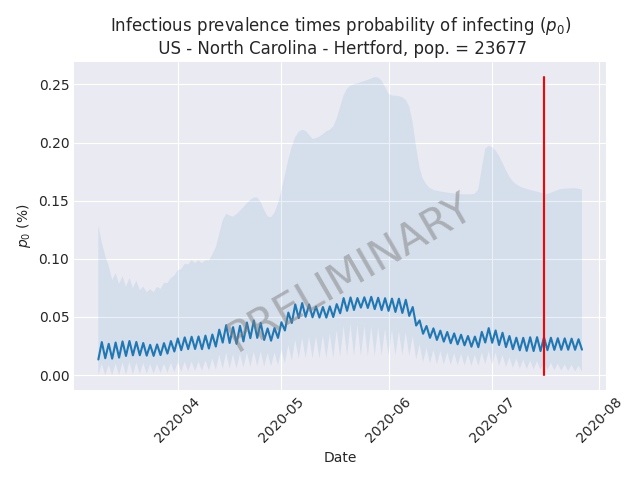 Infectious prevalence times probability of infecting (p₀)
US - North Carolina - Hertford, pop. = 23677
0.25
0.20
0.15
0.10
0.05
0.00
p₀ (%)
PRELIMINARY
2020-04
2020-05
2020-06
2020-07
2020-08
Date